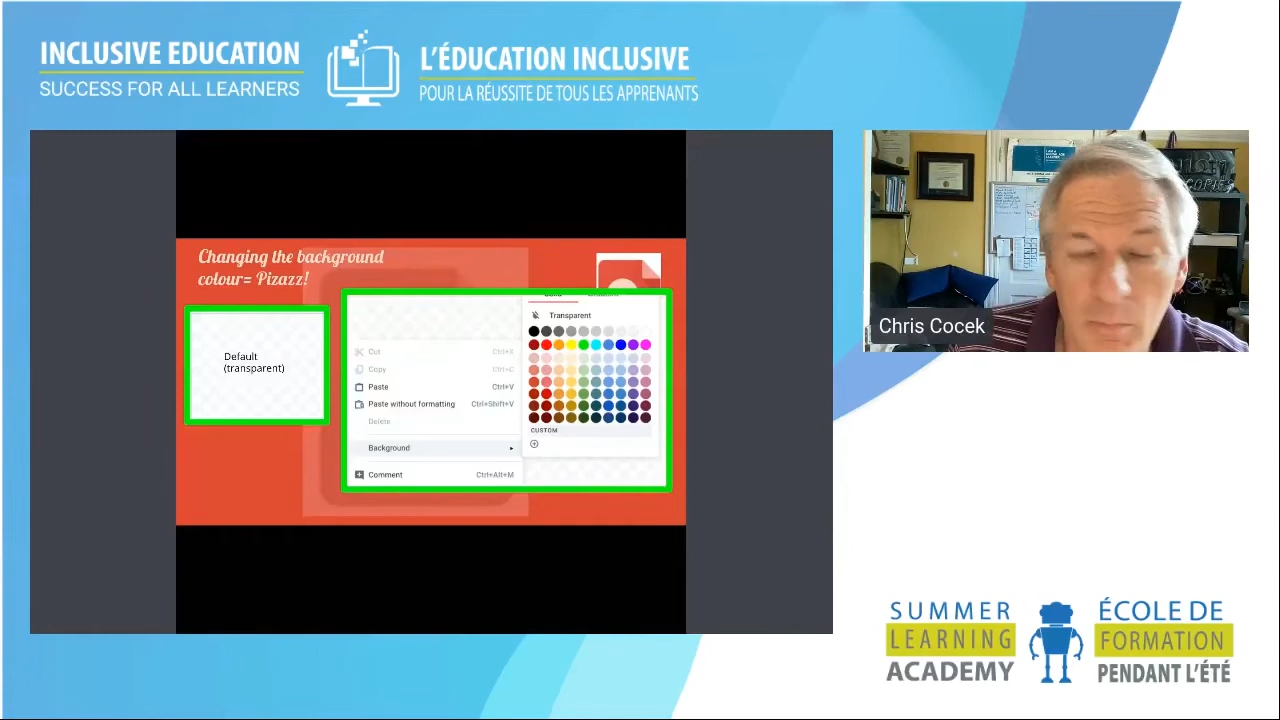 INCLUSIVE EDUCATION
SUCCESS FOR ALL LEARNERS
L'ÉDUCATION INCLUSIVE
POUR LA RÉUSSITE DE TOUS LES APPRENANTS
Changing the background
colour= Pizazz!
Default
(transparent)
Cut Ctrl+X
Copy Ctrl+C
Paste Ctrl+V
Paste without formatting Ctrl+Shift+V
Delete
Background
Comment Ctrl+Alt+M
Transparent
CUSTOM
Chris Cocek
SUMMER
LEARNING
ACADEMY
ÉCOLE DE
FORMATION
PENDANT L'ÉTÉ